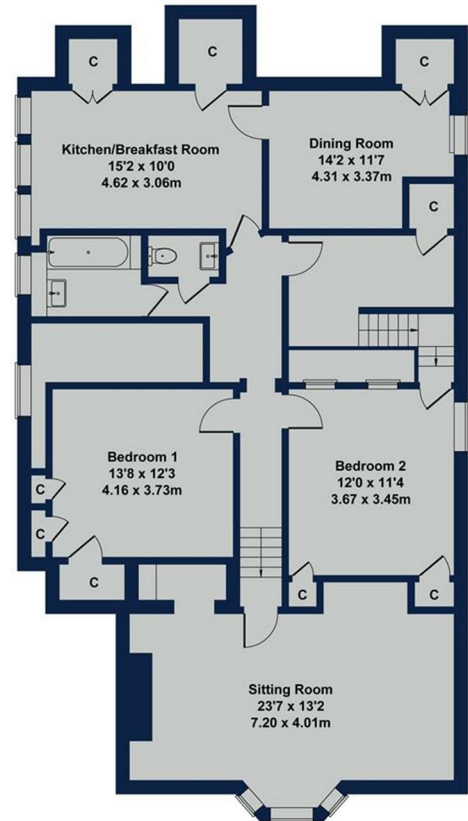 C
C
C
Kitchen/Breakfast Room
15'2 x 10'0
4.62 x 3.06m
Dining Room
14'2 x 11'7
4.31 x 3.37m
C
Bedroom 1
13'8 x 12'3
4.16 x 3.73m
Bedroom 2
12'0 x 11'4
3.67 x 3.45m
C
C
C
C
C
Sitting Room
23'7 x 13'2
7.20 x 4.01m